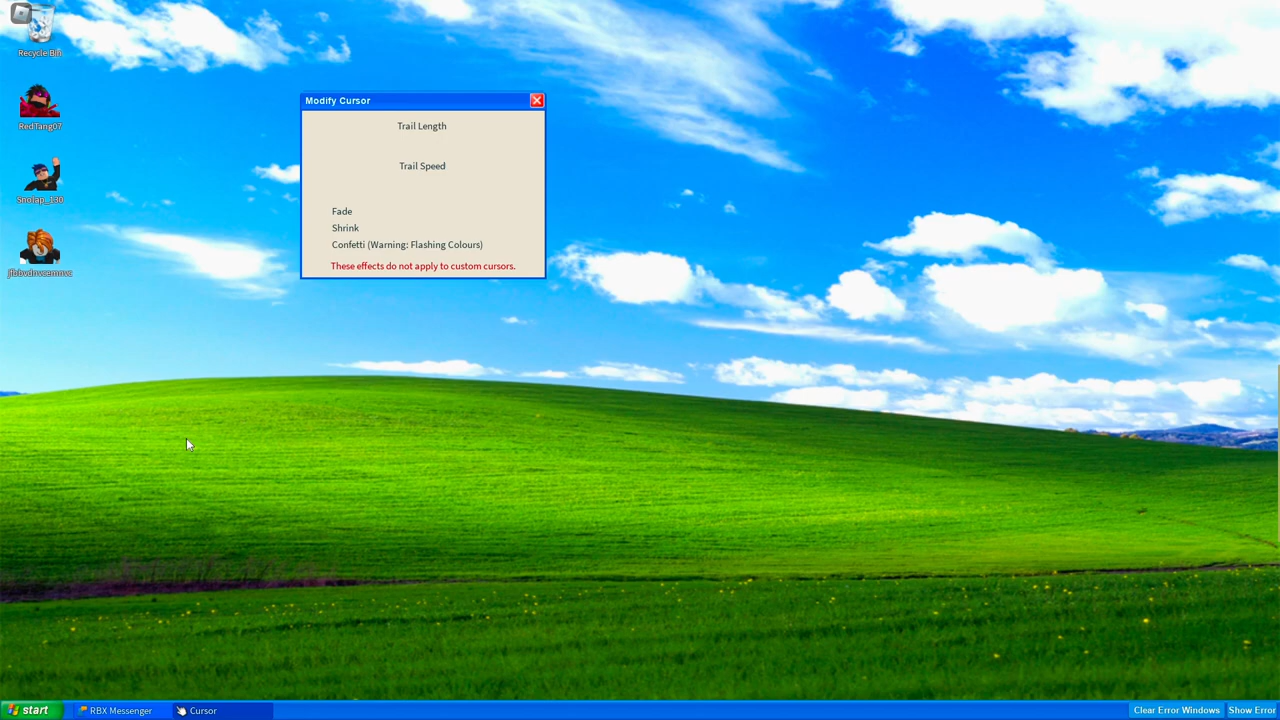 Recycle Bin
RedTang07
Snolap_130
Modify Cursor
Trail Length
Trail Speed
Fade
Shrink
Confetti (Warning: Flashing Colours)
These effects do not apply to custom cursors.
start
RBX Messenger
Cursor
Clear Error Windows
Show Error